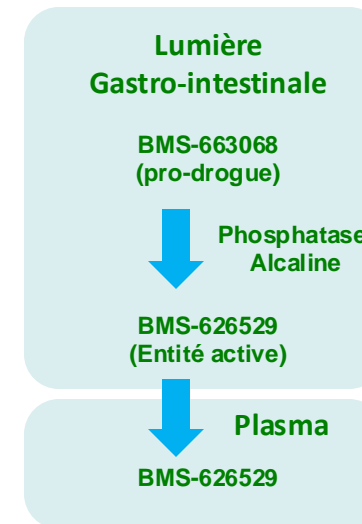 Lumière
Gastro-intestinale
BMS-663068
(pro-drogue)
Phosphatase
Alcaline
BMS-626529
(Entité active)
Plasma
BMS-626529